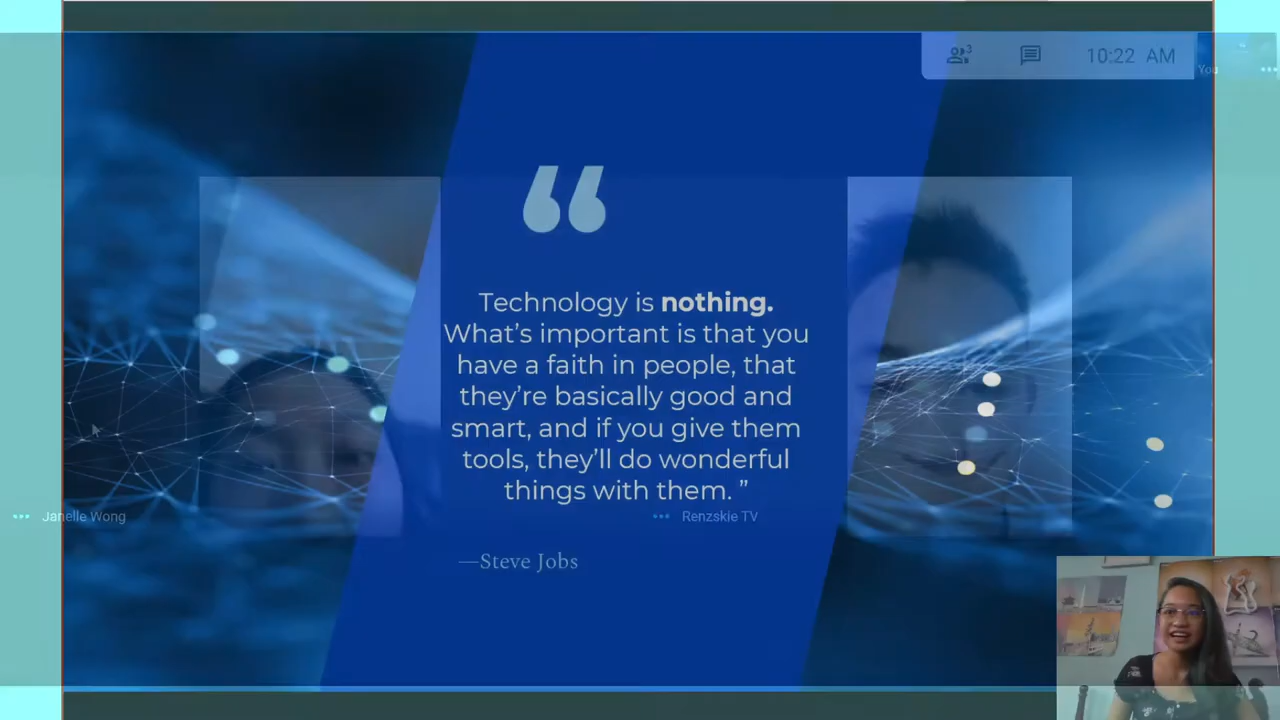 3
10:22 AM
You
“
Technology is nothing.
What’s important is that you
have a faith in people, that
they’re basically good and
smart, and if you give them
tools, they’ll do wonderful
things with them. ”
Janelle Wong
Renzskie TV
—Steve Jobs